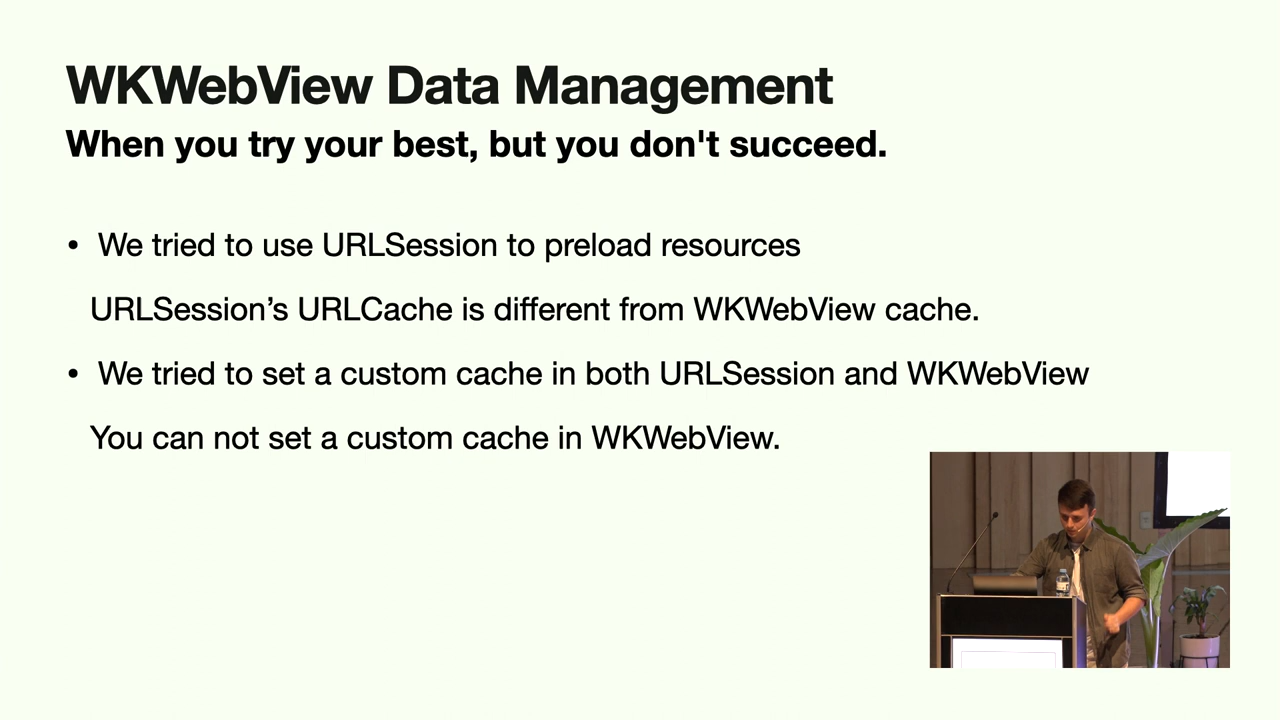 WKWebView Data Management
When you try your best, but you don't succeed.
• We tried to use URLSession to preload resources
URLSession’s URLCache is different from WKWebView cache.
• We tried to set a custom cache in both URLSession and WKWebView
You can not set a custom cache in WKWebView.